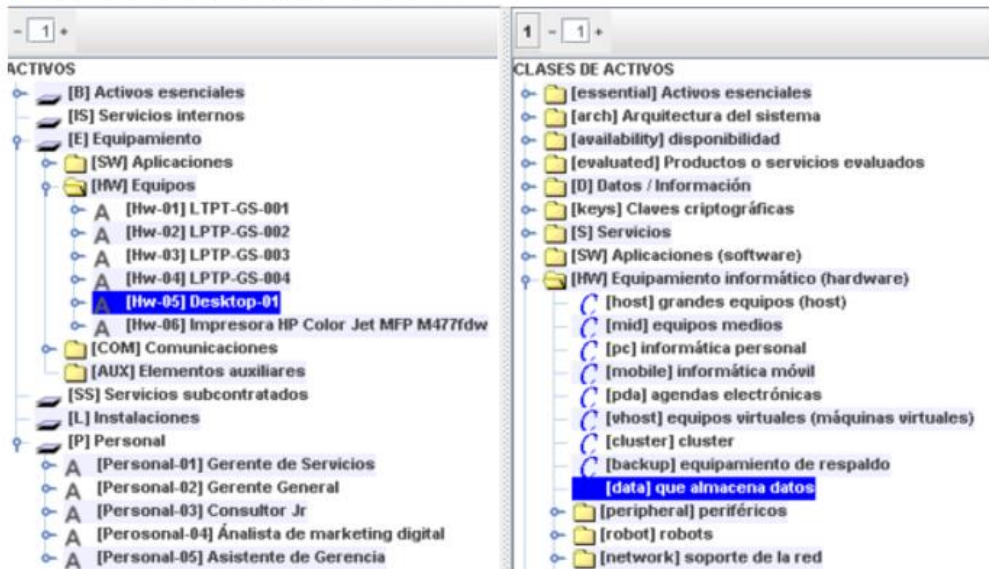 - 1 +
ACTIVOS
[B] Activos esenciales
[IS] Servicios internos
[E] Equipamiento
[SW] Aplicaciones
[HW] Equipos
A [Hw-01] LTPT-GS-001
A [Hw-02] LPTP-GS-002
A [Hw-03] LPTP-GS-003
A [Hw-04] LPTP-GS-004
A [Hw-05] Desktop-01
A [Hw-06] Impresora HP Color Jet MFP M477fdw
[COM] Comunicaciones
[AUX] Elementos auxiliares
[SS] Servicios subcontratados
[L] Instalaciones
[P] Personal
A [Personal-01] Gerente de Servicios
A [Personal-02] Gerente General
A [Personal-03] Consultor Jr
A [Perosonal-04] Ánalista de marketing digital
A [Personal-05] Asistente de Gerencia
1 - 1 +
CLASES DE ACTIVOS
[essential] Activos esenciales
[arch] Arquitectura del sistema
[availability] disponibilidad
[evaluated] Productos o servicios evaluados
[D] Datos / Información
[keys] Claves criptográficas
[S] Servicios
[SW] Aplicaciones (software)
[HW] Equipamiento informático (hardware)
[host] grandes equipos (host)
[mid] equipos medios
[pc] informática personal
[mobile] informática móvil
[pda] agendas electrónicas
[vhost] equipos virtuales (máquinas virtuales)
[cluster] cluster
[backup] equipamiento de respaldo
[data] que almacena datos
[peripheral] periféricos
[robot] robots
[network] soporte de la red